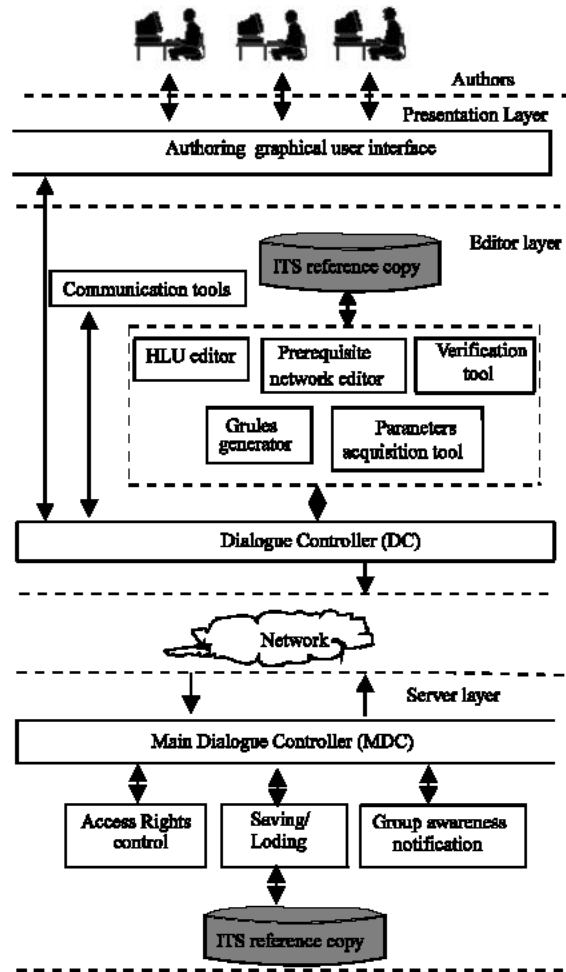 Authors
Presentation Layer
Authoring graphical user interface
Editor layer
ITS reference copy
Communication tools
HLU editor
Prerequisite
network editor
Verification
tool
Grules
generator
Parameters
acquisition tool
Dialogue Controller (DC)
Network
Server layer
Main Dialogue Controller (MDC)
Access Rights
control
Saving/
Loding
Group awareness
notification
ITS reference copy